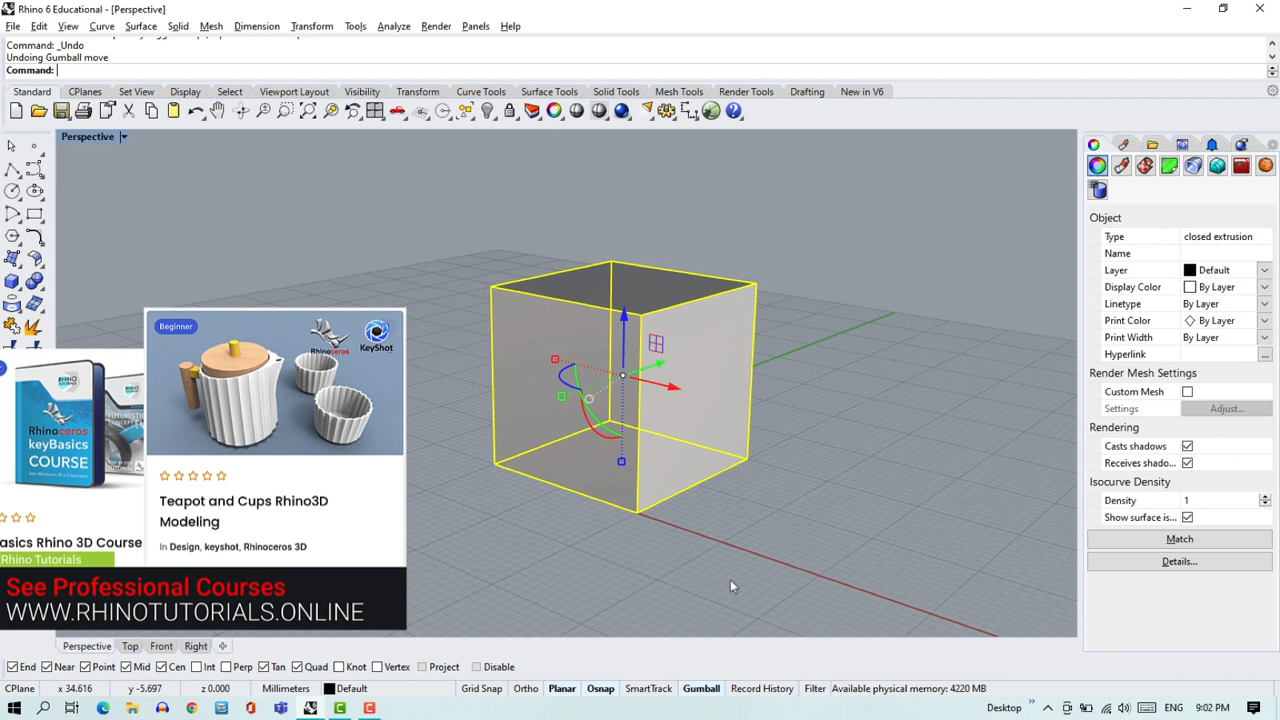 Rhino 6 Educational - [Perspective]
File Edit View Curve Surface Solid Mesh Dimension Transform Tools Analyze Render Panels Help
Command: _Undo
Undoing Gumball move
Command:
Standard CPlanes Set View Display Select Viewport Layout Visibility Transform Curve Tools Surface Tools Solid Tools Mesh Tools Render Tools Drafting New in V6
Perspective
Object
Type closed extrusion
Name
Layer Default
Display Color By Layer
Linetype By Layer
Print Color By Layer
Print Width By Layer
Hyperlink ...
Render Mesh Settings
Custom Mesh
Settings Adjust...
Rendering
Casts shadows
Receives shado...
Isocurve Density
Density 1
Show surface is...
Match
Details...
Beginner
Rhinoceros
KeyShot
RHINO TUTORIALS
Rhinoceros
keyBasics
COURSE
Teapot and Cups Rhino3D
Modeling
In Design, keyshot, Rhinoceros 3D
asics Rhino 3D Course
Rhino Tutorials
See Professional Courses
WWW.RHINOTUTORIALS.ONLINE
Perspective Top Front Right
End Near Point Mid Cen Int Perp Tan Quad Knot Vertex Project Disable
CPlane x 34.616 y -5.697 z 0.000 Millimeters Default Grid Snap Ortho Planar Osnap SmartTrack Gumball Record History Filter Available physical memory: 4220 MB
Desktop ENG 9:02 PM